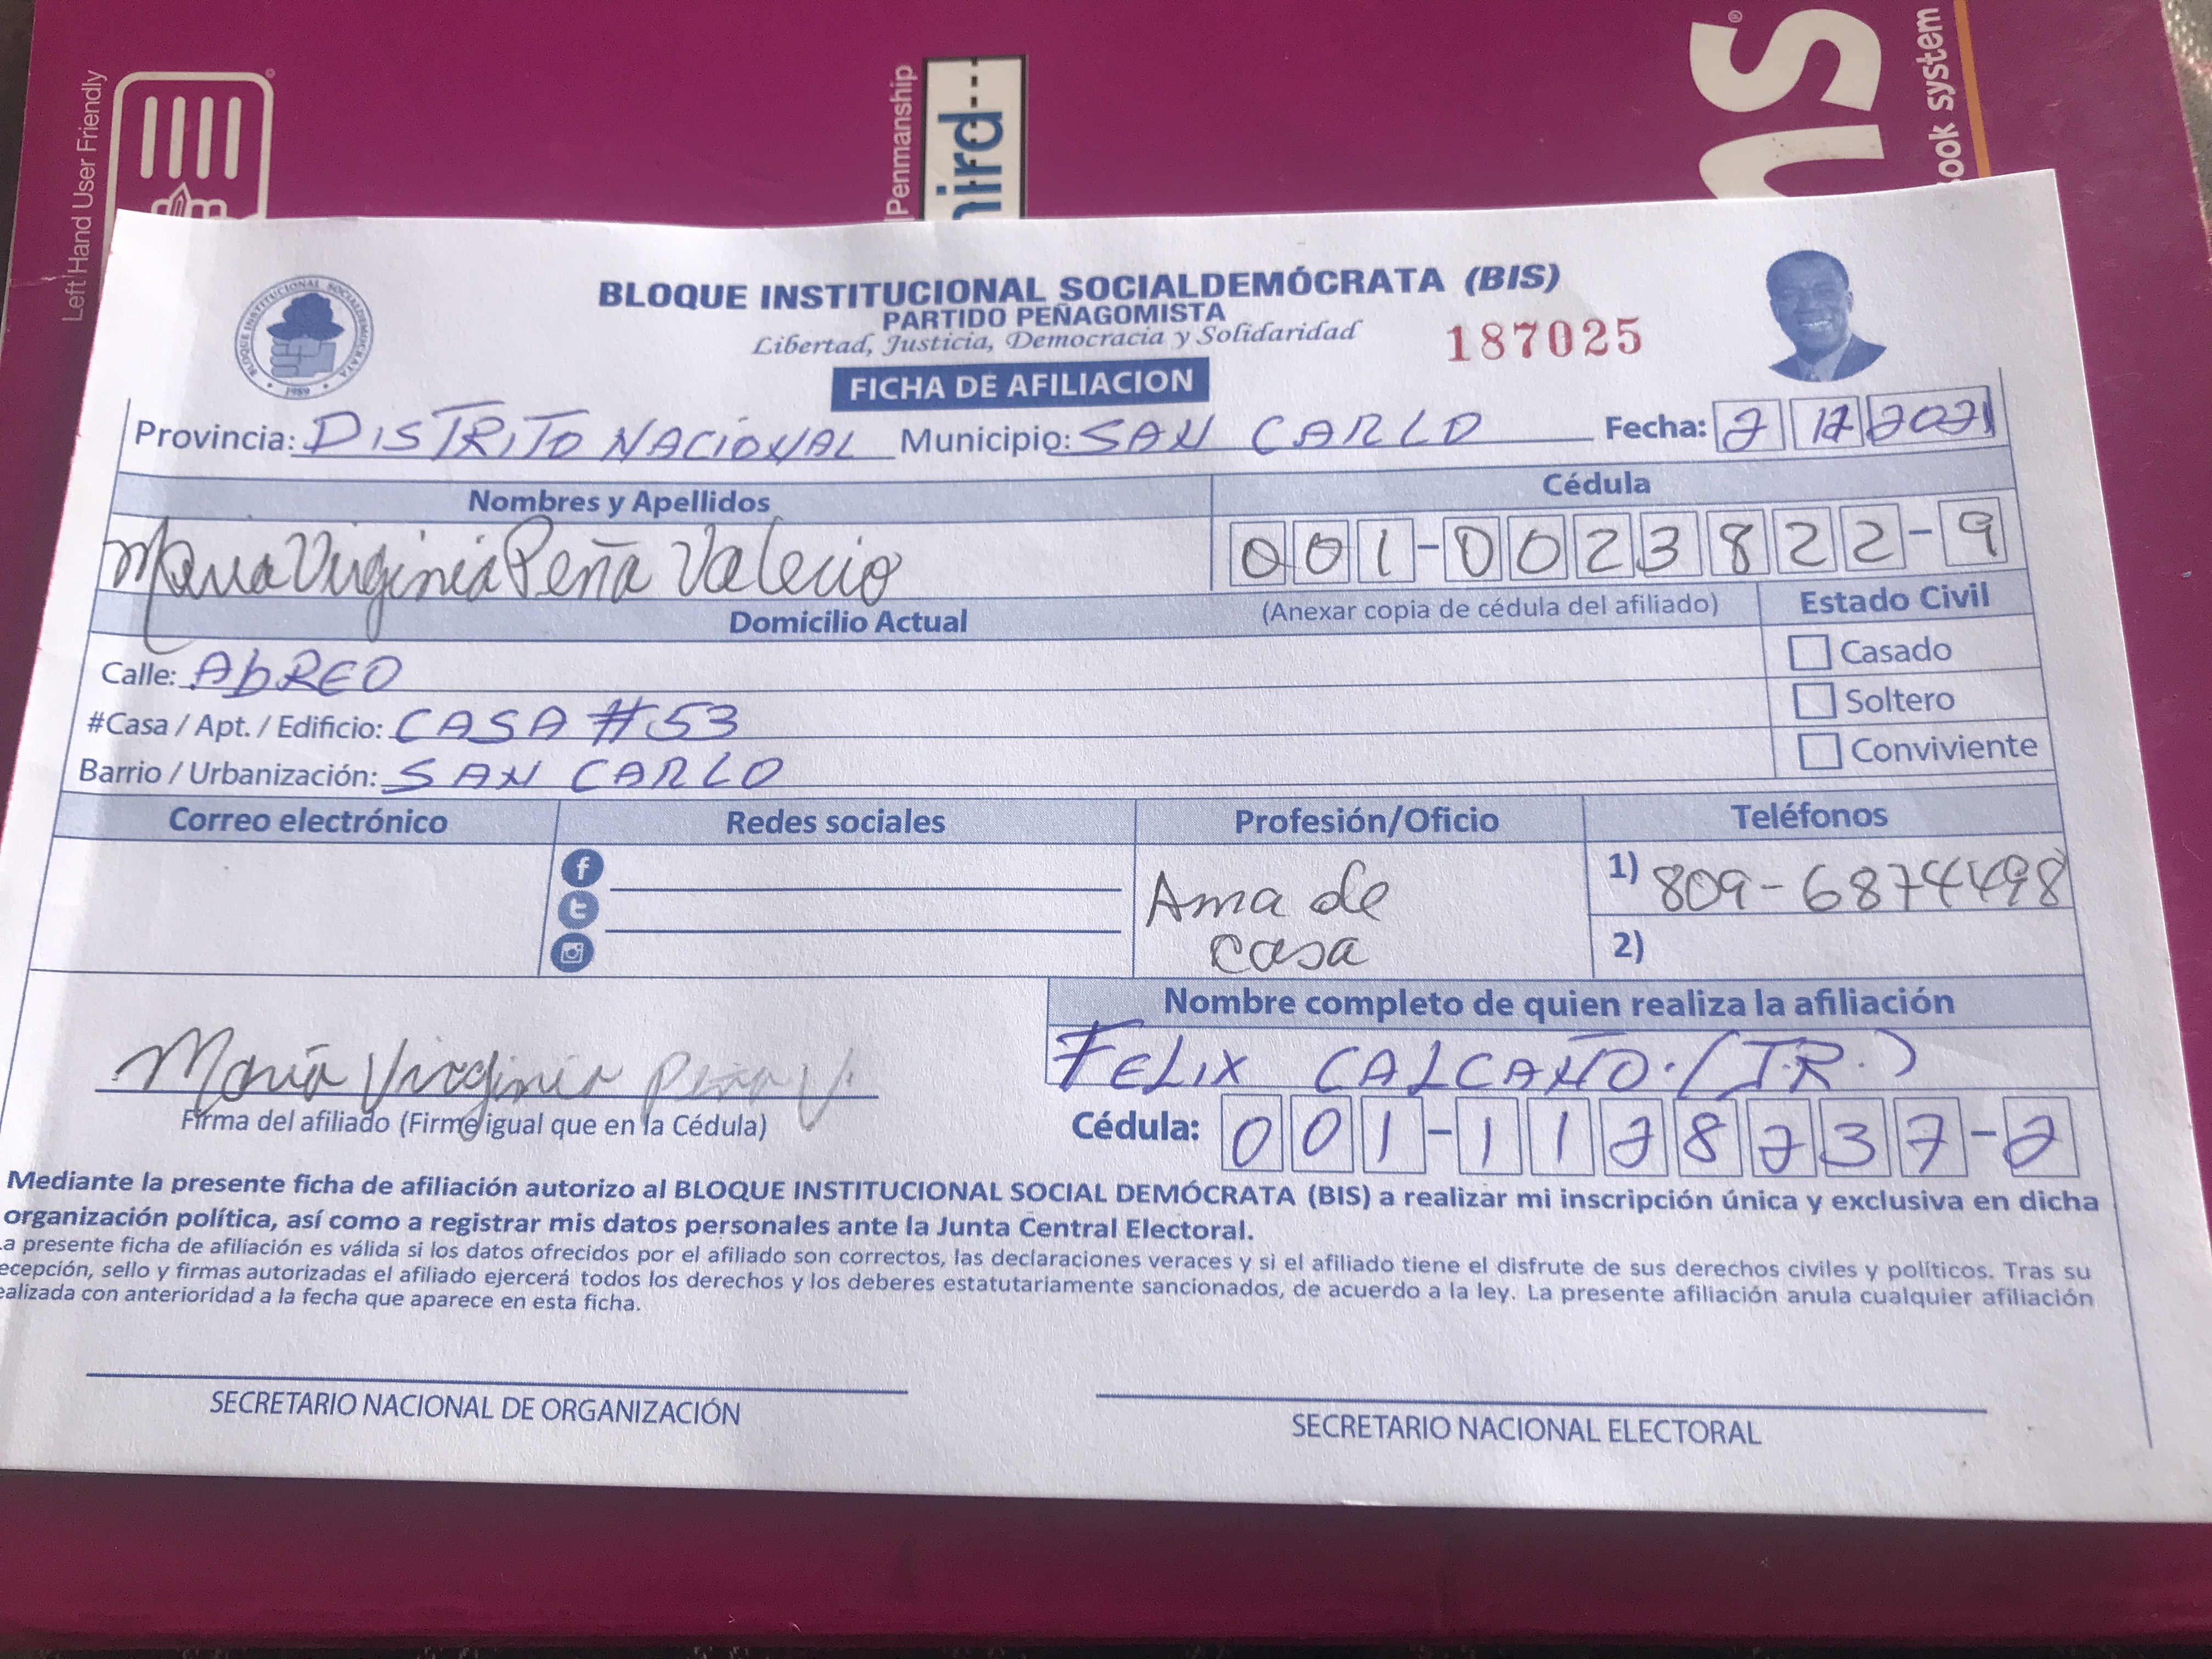 Left Hand User Friendly
Penmanship
hird
ns
ook system
BLOQUE INSTITUCIONAL SOCIALDEMÓCRATA (BIS)
PARTIDO PEÑAGOMISTA
Libertad, Justicia, Democracia y Solidaridad
187025
BLOQUE INSTITUCIONAL SOCIALDEMÓCRATA
1989
FICHA DE AFILIACION
Provincia: DISTRITO NACIONAL Municipio: SAN CARLO Fecha: 2 12 2021
Nombres y Apellidos Cédula
Maria Virginia Peña Valerio 001-0023822-9
Domicilio Actual (Anexar copia de cédula del afiliado) Estado Civil
Calle: AbREO Casado
#Casa / Apt. / Edificio: CASA #53 Soltero
Barrio / Urbanización: SAN CARLO Conviviente
Correo electrónico Redes sociales Profesión/Oficio Teléfonos
Ama de casa
1) 809-6874498
2)
Nombre completo de quien realiza la afiliación
María Virginia Peña V. FELIX CALCAÑO. (JR.)
Firma del afiliado (Firme igual que en la Cédula) Cédula: 001-1128237-2
Mediante la presente ficha de afiliación autorizo al BLOQUE INSTITUCIONAL SOCIAL DEMÓCRATA (BIS) a realizar mi inscripción única y exclusiva en dicha
organización política, así como a registrar mis datos personales ante la Junta Central Electoral.
a presente ficha de afiliación es válida si los datos ofrecidos por el afiliado son correctos, las declaraciones veraces y si el afiliado tiene el disfrute de sus derechos civiles y políticos. Tras su
ecepción, sello y firmas autorizadas el afiliado ejercerá todos los derechos y los deberes estatutariamente sancionados, de acuerdo a la ley. La presente afiliación anula cualquier afiliación
ealizada con anterioridad a la fecha que aparece en esta ficha.
SECRETARIO NACIONAL DE ORGANIZACIÓN SECRETARIO NACIONAL ELECTORAL